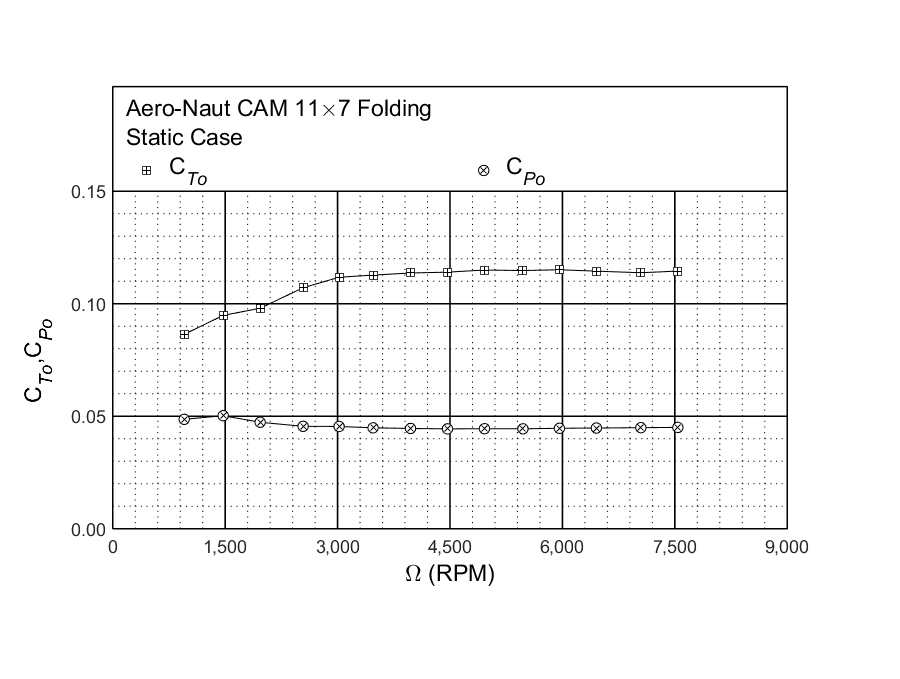 Aero-Naut CAM 11×7 Folding
Static Case
C_To C_Po
0.15
0.10
0.05
0.00
C_To, C_Po
0 1,500 3,000 4,500 6,000 7,500 9,000
Ω (RPM)